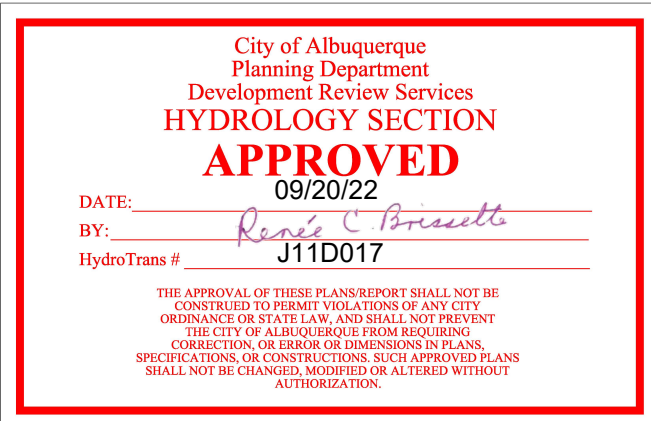 City of Albuquerque
Planning Department
Development Review Services
HYDROLOGY SECTION
APPROVED
DATE: 09/20/22
BY: Renée C. Brissette
HydroTrans # J11D017
THE APPROVAL OF THESE PLANS/REPORT SHALL NOT BE
CONSTRUED TO PERMIT VIOLATIONS OF ANY CITY
ORDINANCE OR STATE LAW, AND SHALL NOT PREVENT
THE CITY OF ALBUQUERQUE FROM REQUIRING
CORRECTION, OR ERROR OR DIMENSIONS IN PLANS,
SPECIFICATIONS, OR CONSTRUCTIONS. SUCH APPROVED PLANS
SHALL NOT BE CHANGED, MODIFIED OR ALTERED WITHOUT
AUTHORIZATION.